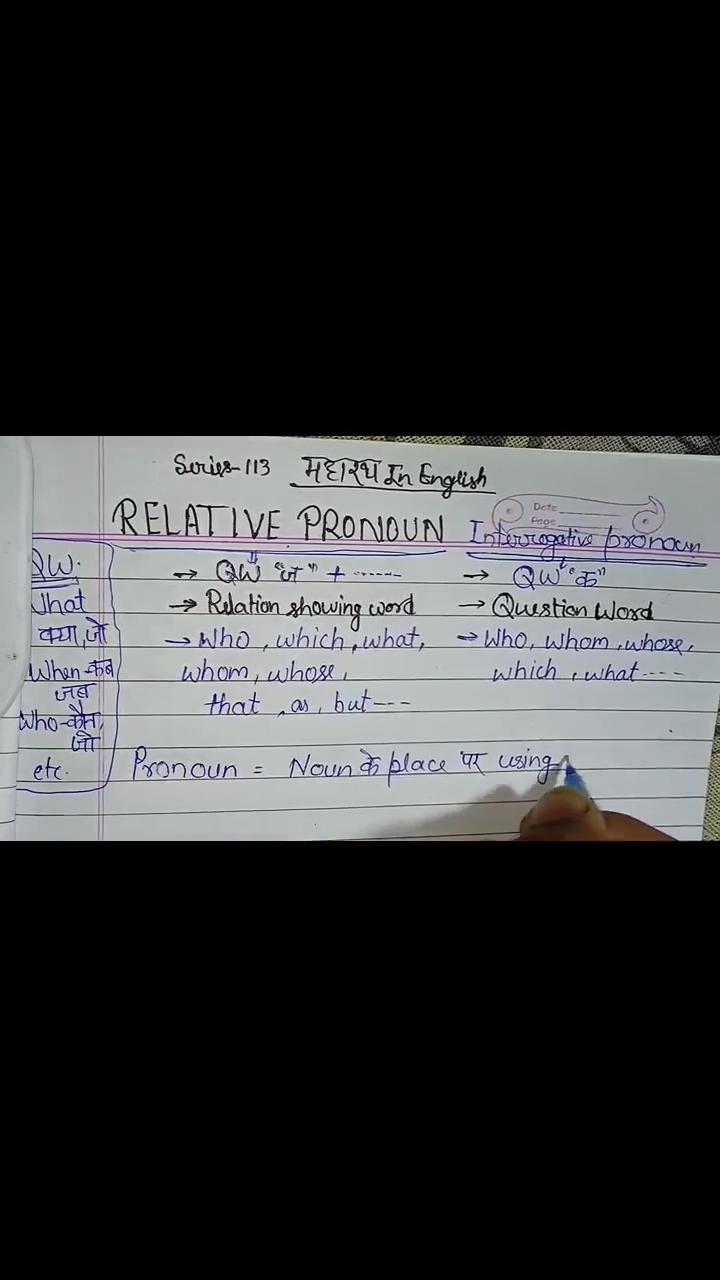 Series-113 महारथ In English
Date
Page
RELATIVE PRONOUN Interrogative pronoun
QW.
→ QW "ज" + ------
→ QW "क"
What
→ Relation showing word
→ Question Word
क्या, जो
→ Who, which, what,
→ Who, whom, whose,
When-कब
whom, whose,
which, what----
जब
that, as, but---
Who-कौन,
जो
etc.
Pronoun = Noun के place पर using